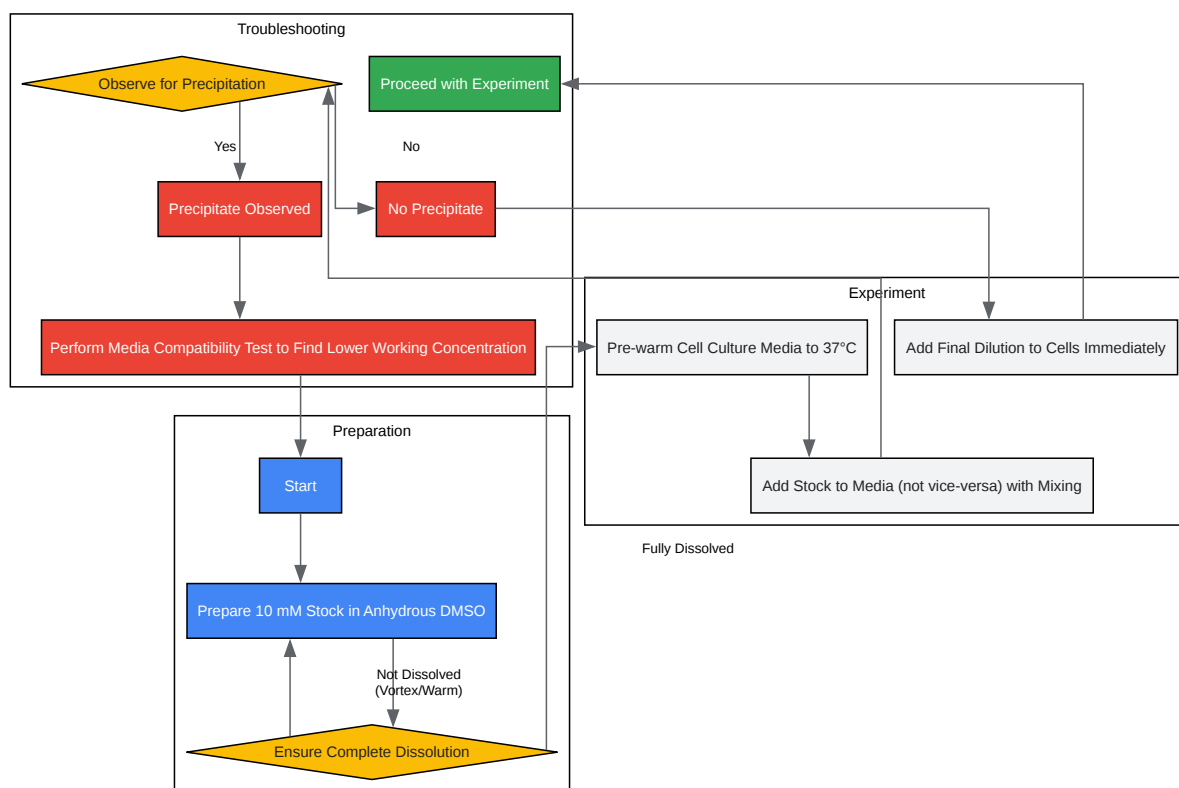 Troubleshooting
Observe for Precipitation
Proceed with Experiment
Yes
No
Precipitate Observed
No Precipitate
Experiment
Perform Media Compatibility Test to Find Lower Working Concentration
Pre-warm Cell Culture Media to 37°C
Add Final Dilution to Cells Immediately
Preparation
Start
Add Stock to Media (not vice-versa) with Mixing
Fully Dissolved
Prepare 10 mM Stock in Anhydrous DMSO
Not Dissolved
(Vortex/Warm)
Ensure Complete Dissolution